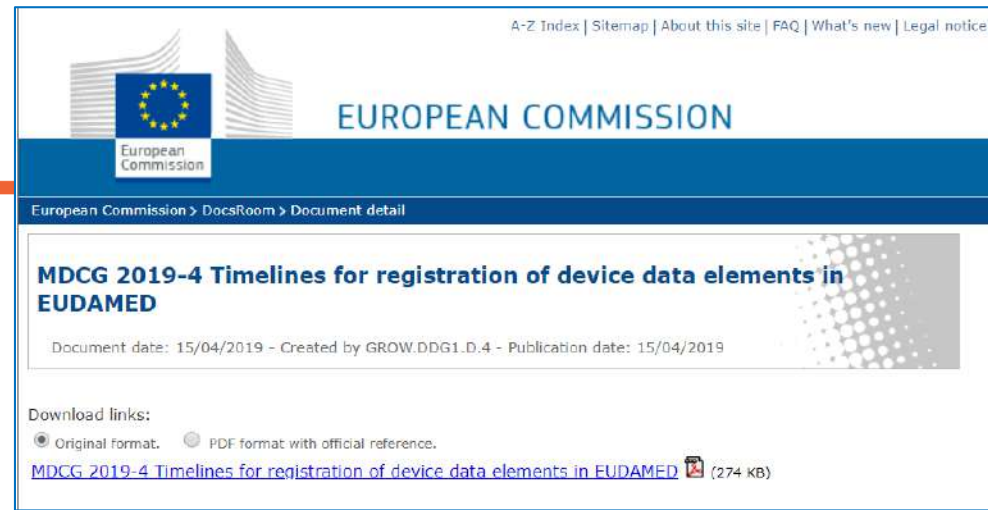 A-Z Index | Sitemap | About this site | FAQ | What's new | Legal notice
EUROPEAN COMMISSION
European
Commission
European Commission > DocsRoom > Document detail
MDCG 2019-4 Timelines for registration of device data elements in
EUDAMED
Document date: 15/04/2019 - Created by GROW.DDG1.D.4 - Publication date: 15/04/2019
Download links:
Original format. PDF format with official reference.
MDCG 2019-4 Timelines for registration of device data elements in EUDAMED (274 KB)